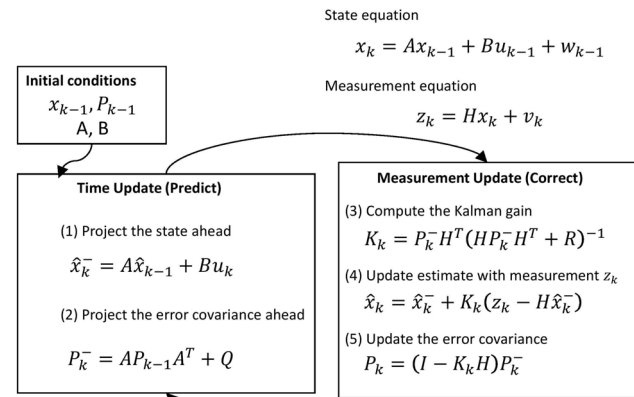 State equation
x_k = Ax_{k-1} + Bu_{k-1} + w_{k-1}
Measurement equation
z_k = Hx_k + v_k
Initial conditions
x_{k-1}, P_{k-1}
A, B
Time Update (Predict)
(1) Project the state ahead
x̂_k^- = Ax̂_{k-1} + Bu_k
(2) Project the error covariance ahead
P_k^- = AP_{k-1}A^T + Q
Measurement Update (Correct)
(3) Compute the Kalman gain
K_k = P_k^- H^T(HP_k^- H^T + R)^{-1}
(4) Update estimate with measurement z_k
x̂_k = x̂_k^- + K_k(z_k - Hx̂_k^-)
(5) Update the error covariance
P_k = (I - K_kH)P_k^-